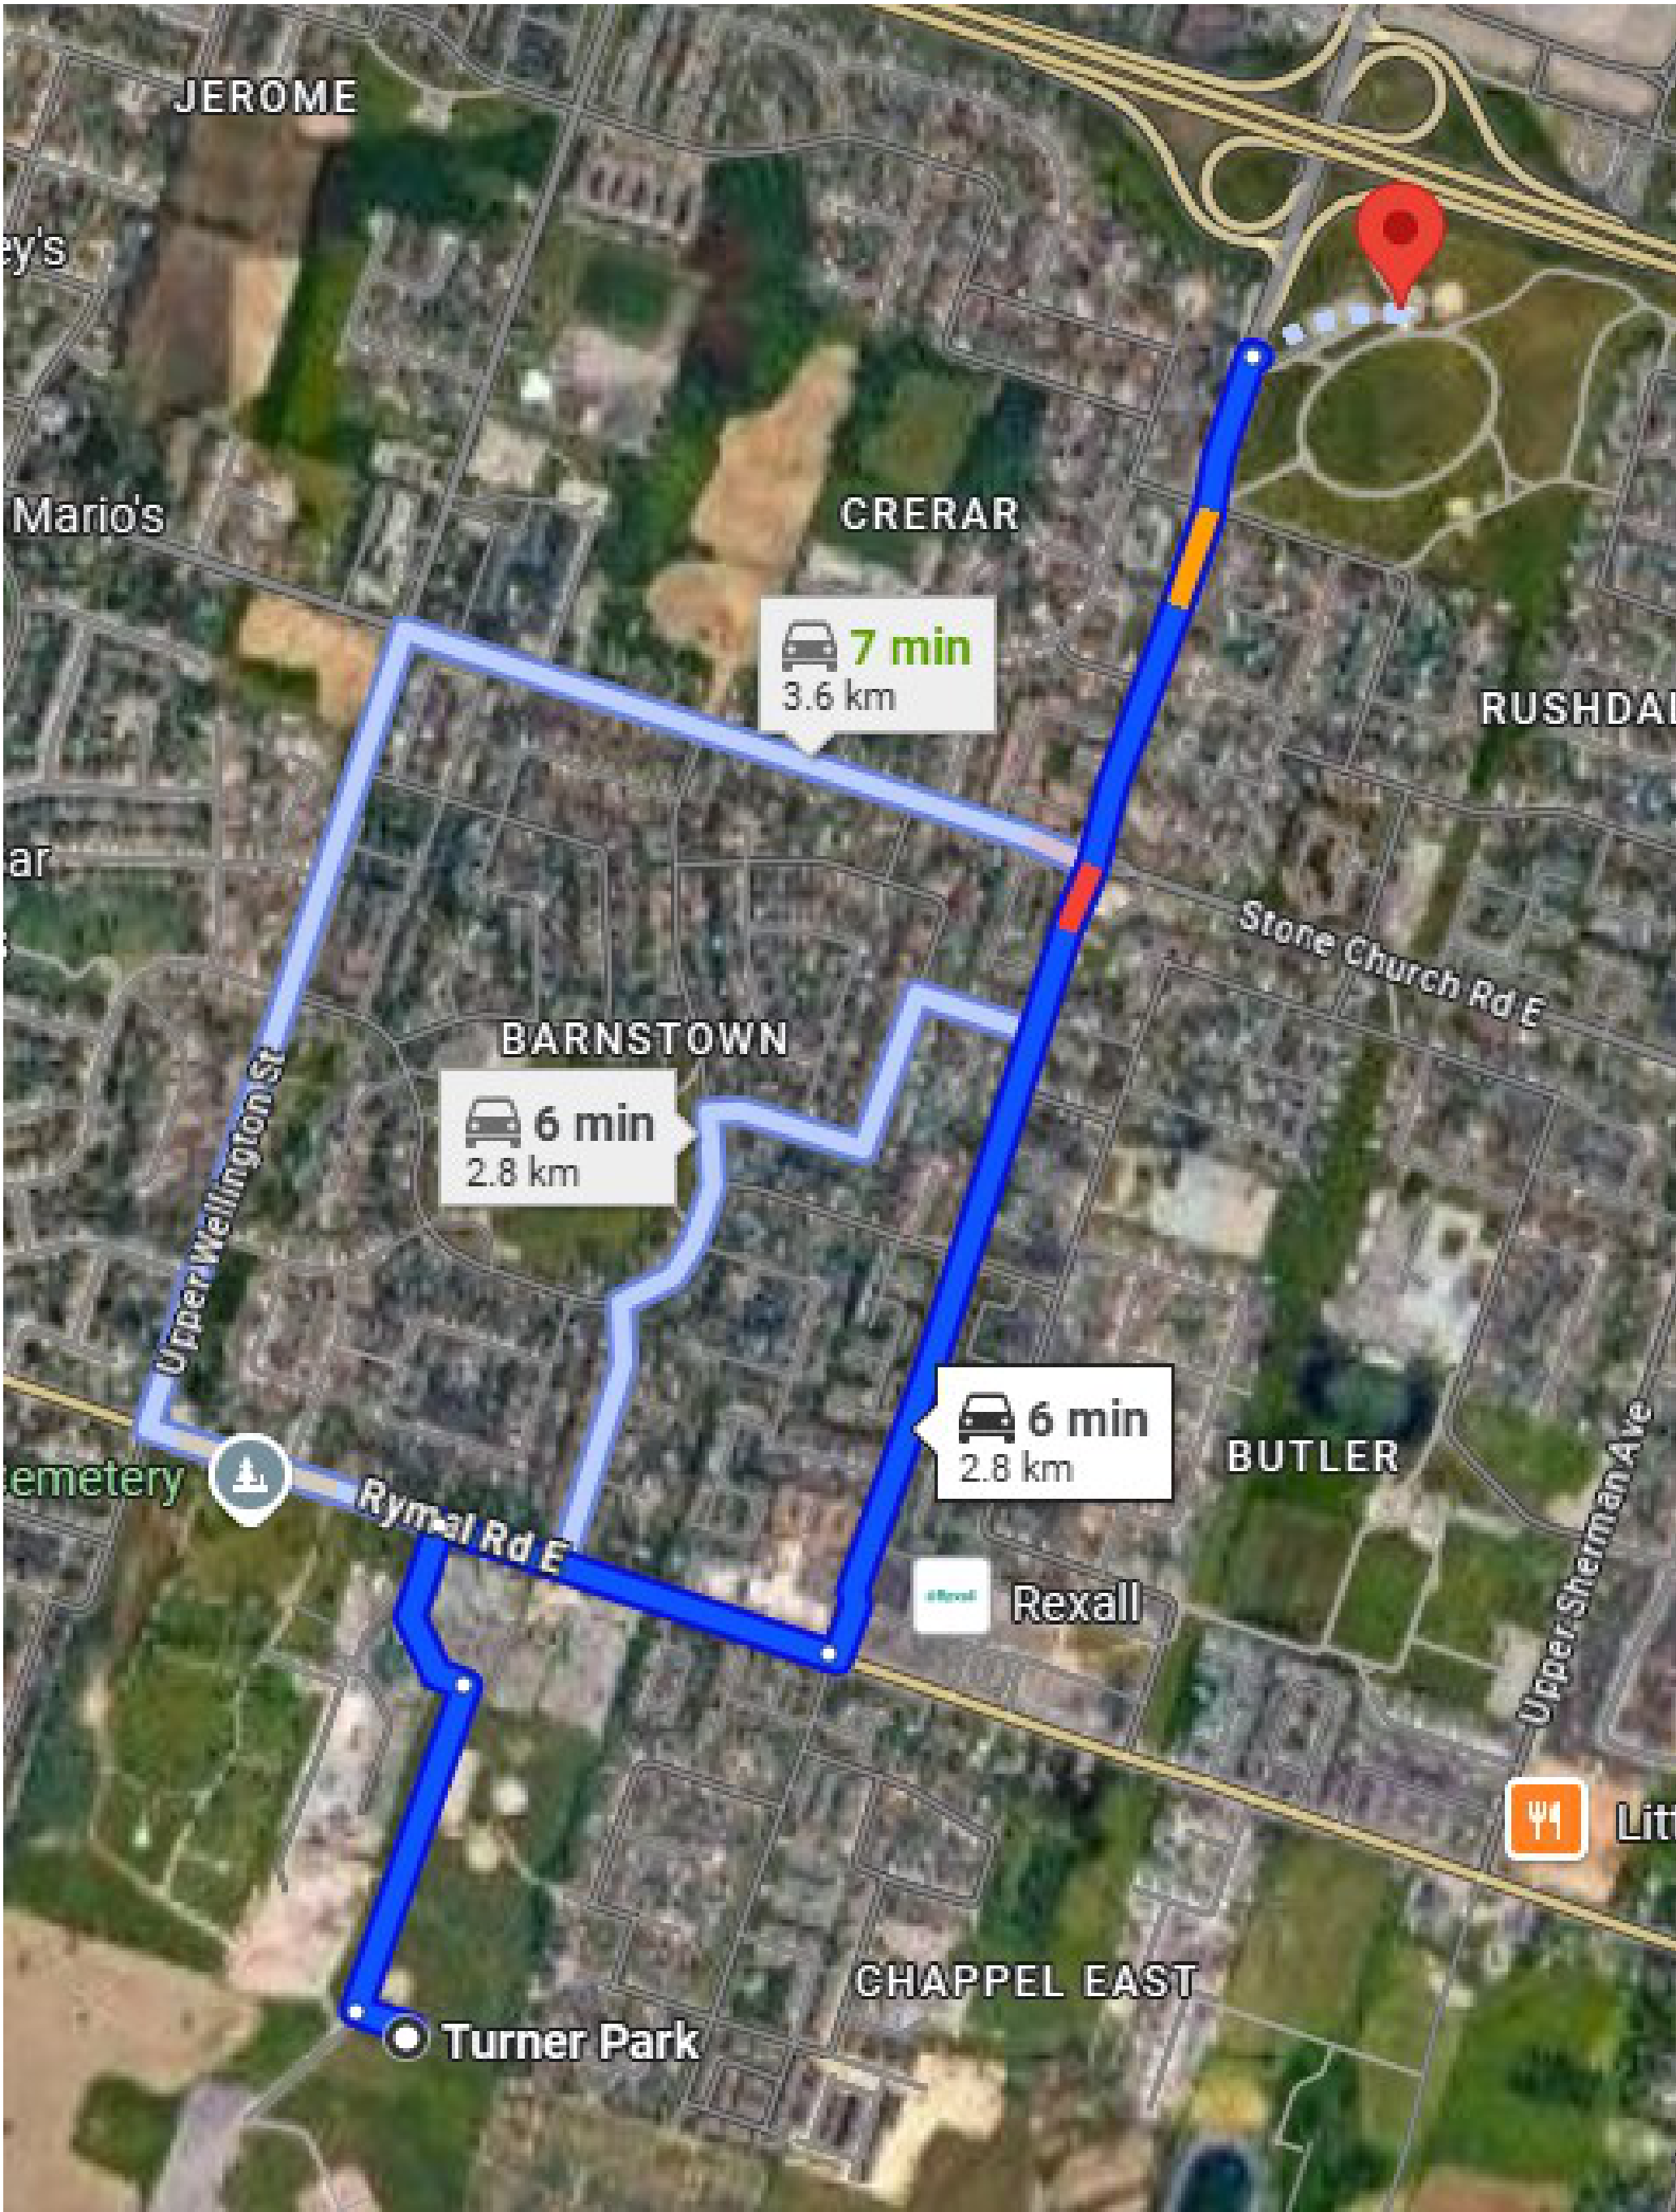 JEROME
ey's
Mario's
CRERAR
7 min
3.6 km
RUSHDAL
ar
Stone Church Rd E
BARNSTOWN
6 min
2.8 km
Upper Wellington St
6 min
2.8 km
BUTLER
emetery
Rymal Rd E
Rexall
Rexall
Upper Sherman Ave
Litt
CHAPPEL EAST
Turner Park